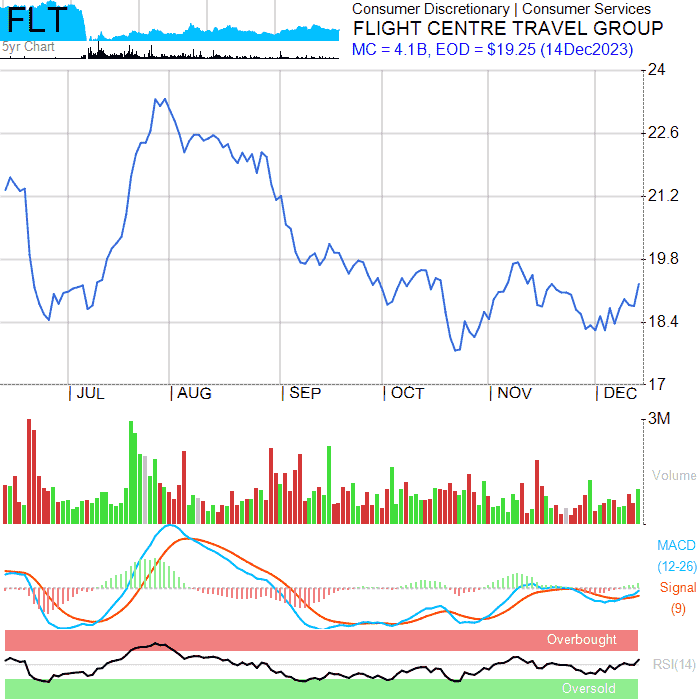 FLT
5yr Chart
Consumer Discretionary | Consumer Services
FLIGHT CENTRE TRAVEL GROUP
MC = 4.1B, EOD = $19.25 (14Dec2023)
24
22.6
21.2
19.8
18.4
17
JUL AUG SEP OCT NOV DEC
3M
Volume
MACD
(12-26)
Signal
(9)
Overbought
RSI(14)
Oversold